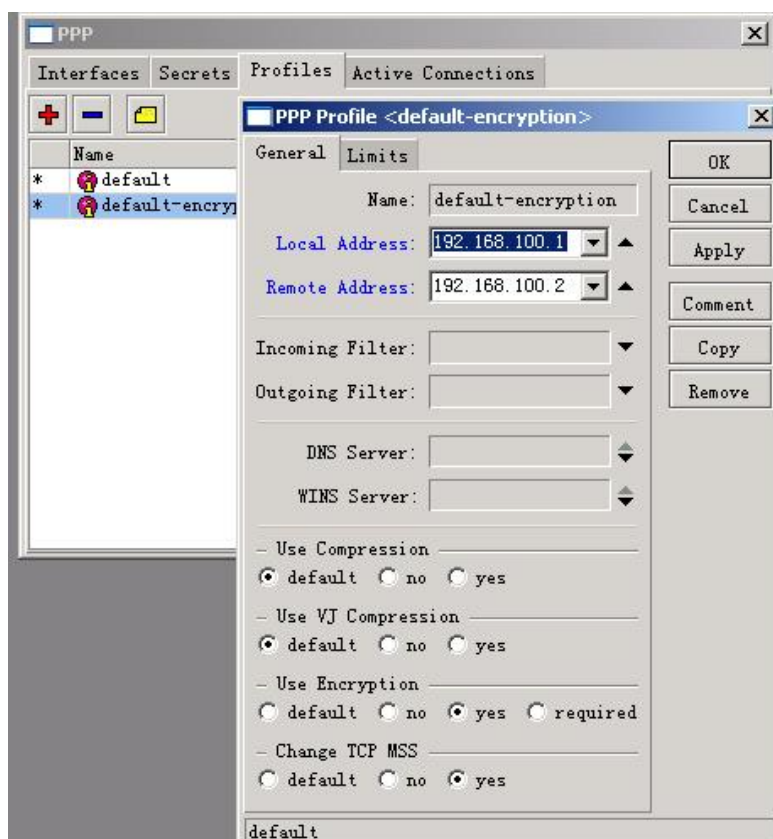 PPP
Interfaces Secrets Profiles Active Connections
PPP Profile <default-encryption>
Name
* default
* default-encryp
General Limits
Name: default-encryption
Local Address: 192.168.100.1
Remote Address: 192.168.100.2
Incoming Filter:
Outgoing Filter:
DNS Server:
WINS Server:
Use Compression
default no yes
Use VJ Compression
default no yes
Use Encryption
default no yes required
Change TCP MSS
default no yes
default
OK
Cancel
Apply
Comment
Copy
Remove